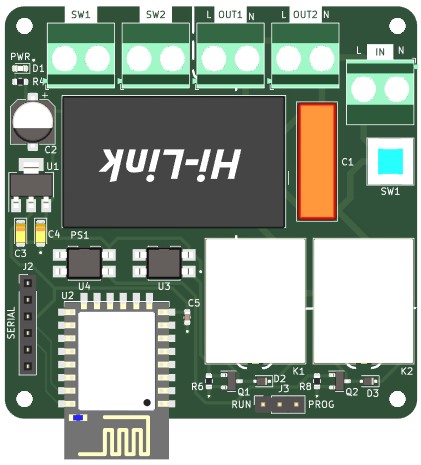 SW1 SW2 L OUT1 N L OUT2 N
L IN N
PWR
D1
R4
+
C2
Hi-Link
C1
U1
SW1
C3 C4 PS1
U4 U3
J2
U2
C5
SERIAL
K1 K2
R6 Q1 D2 R8 Q2 D3
J3
RUN PROG